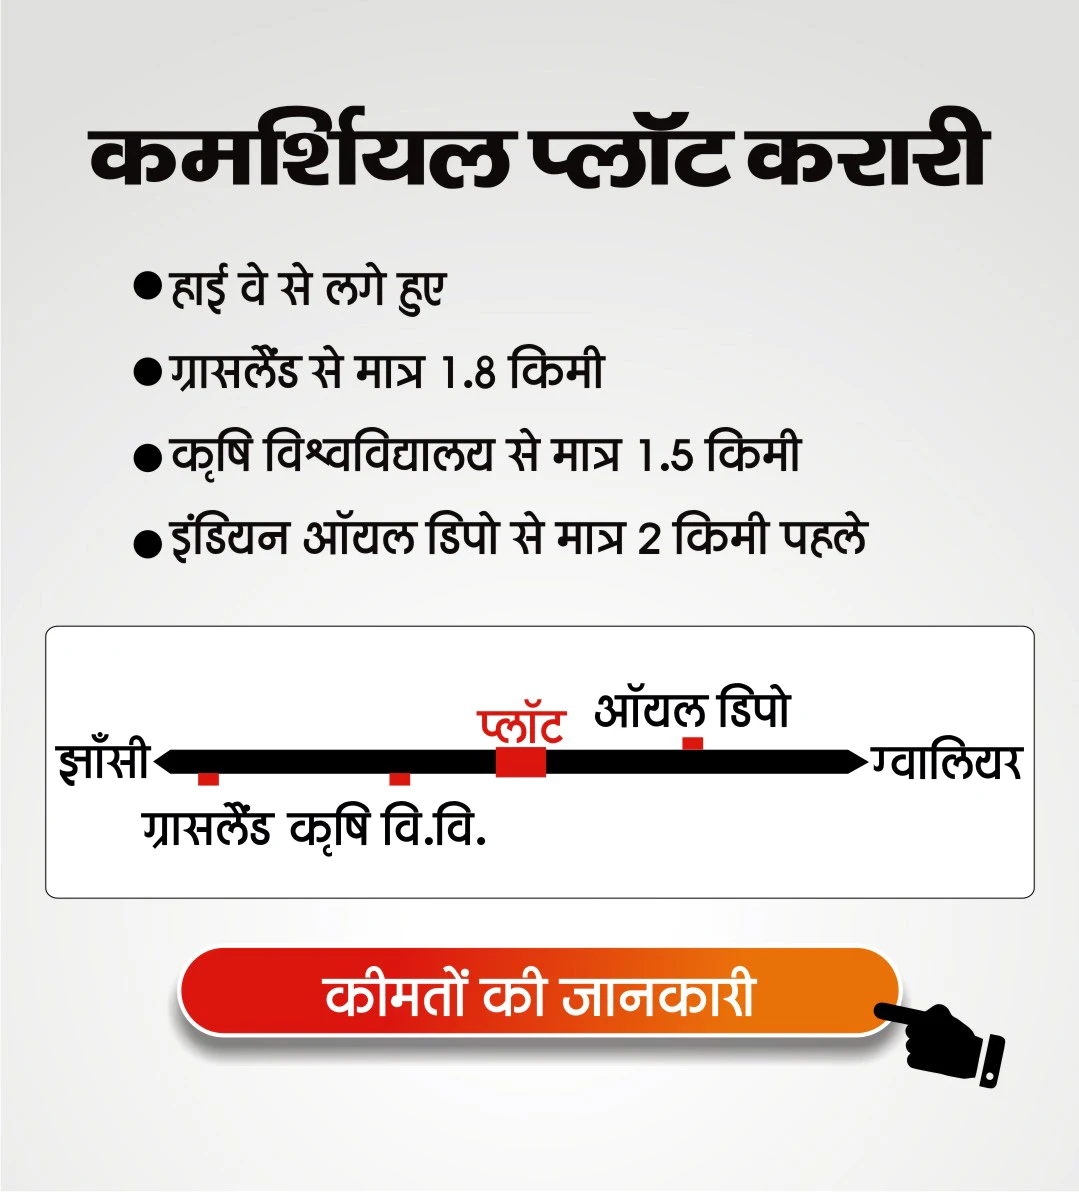 कमर्शियल प्लॉट करारी
हाई वे से लगे हुए
ग्रासलैंड से मात्र 1.8 किमी
कृषि विश्वविद्यालय से मात्र 1.5 किमी
इंडियन ऑयल डिपो से मात्र 2 किमी पहले
प्लॉट ऑयल डिपो
झाँसी ग्वालियर
ग्रासलैंड कृषि वि.वि.
कीमतों की जानकारी